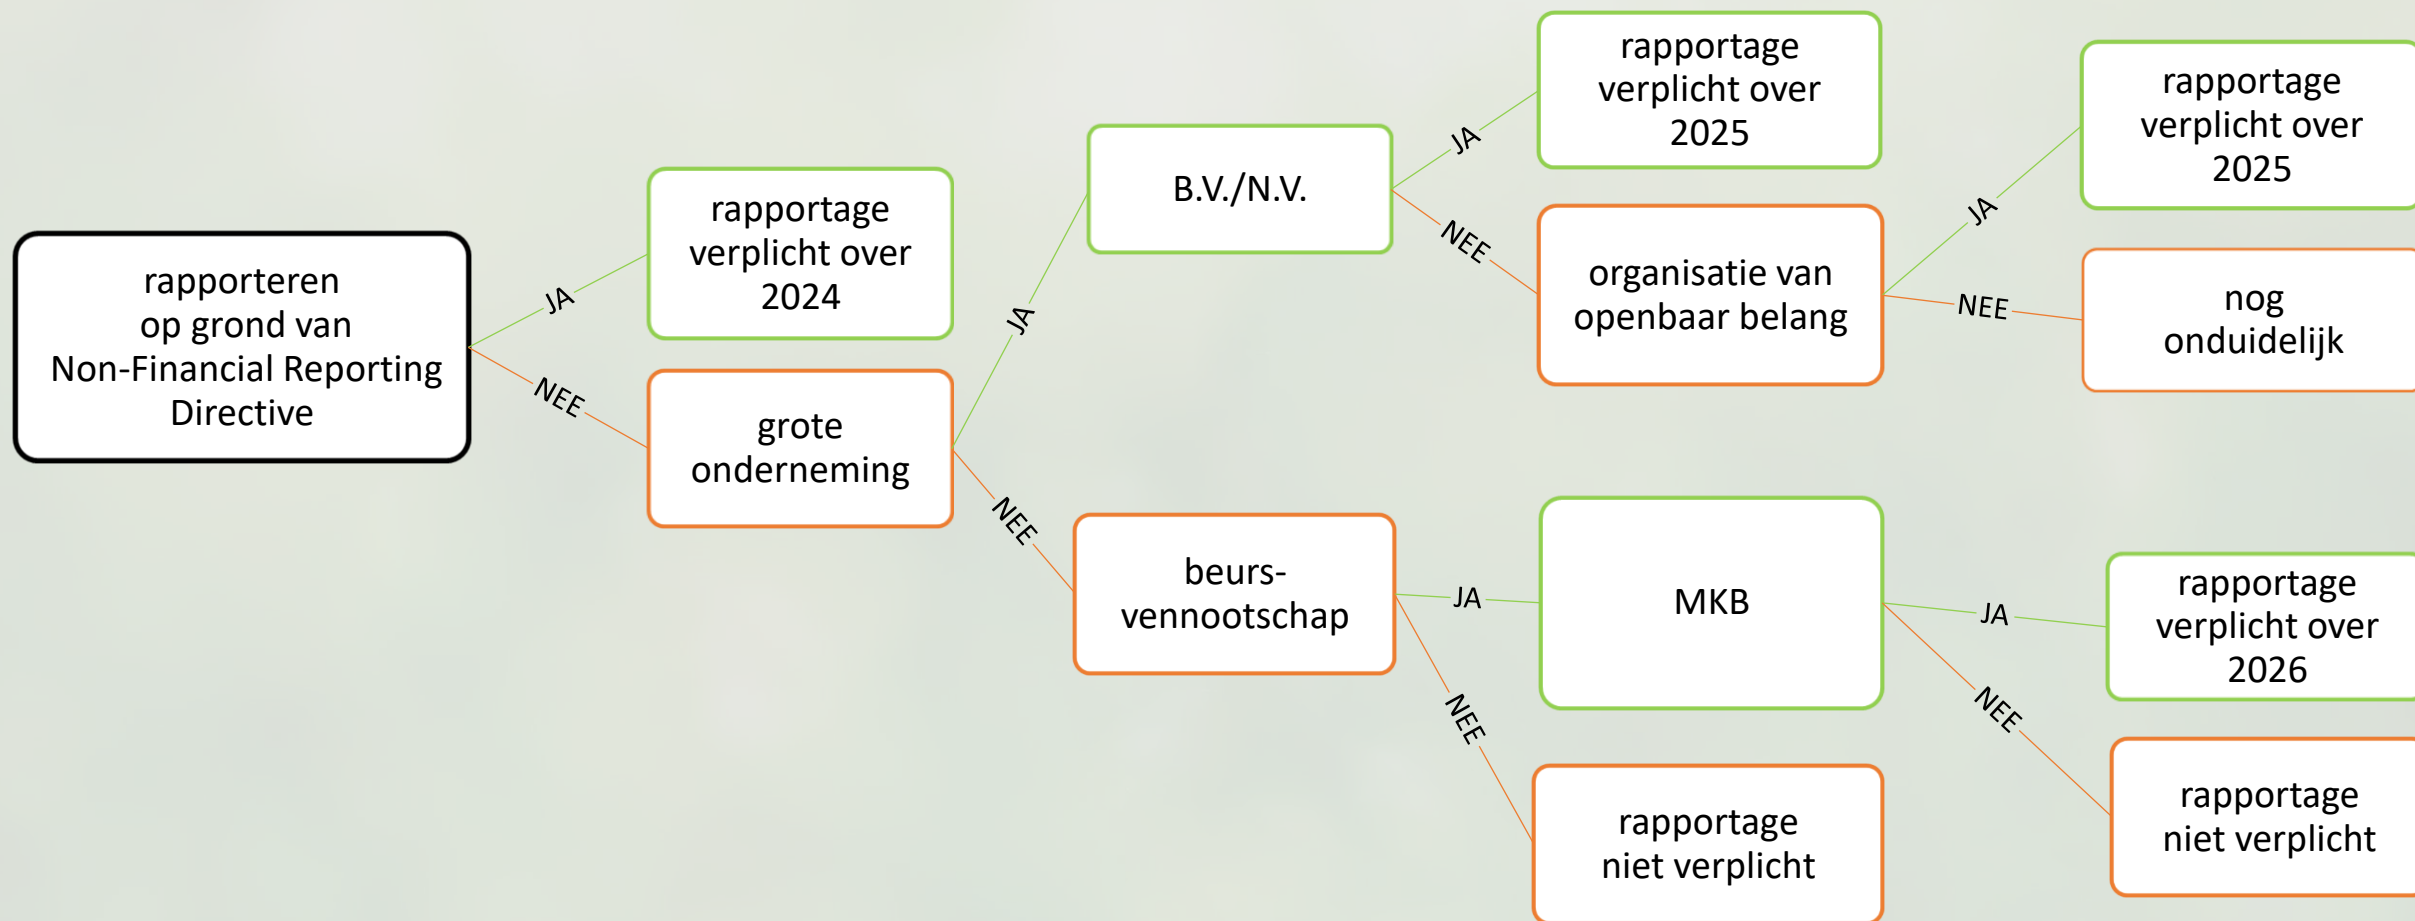 rapporteren
op grond van
Non-Financial Reporting
Directive
JA
NEE
rapportage
verplicht over
2024
grote
onderneming
JA
NEE
B.V./N.V.
beurs-
vennootschap
JA
NEE
JA
NEE
rapportage
verplicht over
2025
organisatie van
openbaar belang
MKB
rapportage
niet verplicht
JA
NEE
JA
NEE
rapportage
verplicht over
2025
nog
onduidelijk
rapportage
verplicht over
2026
rapportage
niet verplicht